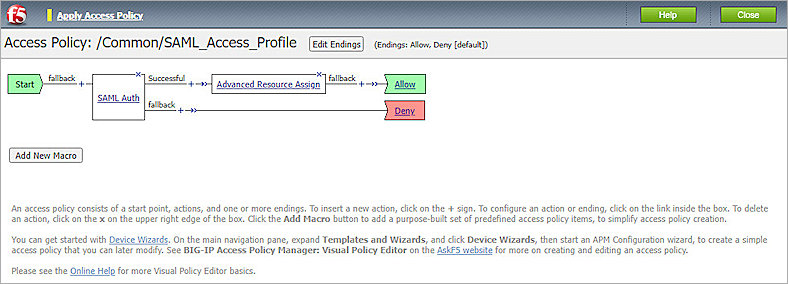 f5 Apply Access Policy Help Close
Access Policy: /Common/SAML_Access_Profile Edit Endings (Endings: Allow, Deny [default])
Start fallback + SAML Auth x Successful + Advanced Resource Assign x fallback + Allow
fallback + Deny
Add New Macro
An access policy consists of a start point, actions, and one or more endings. To insert a new action, click on the + sign. To configure an action or ending, click on the link inside the box. To delete
an action, click on the x on the upper right edge of the box. Click the Add Macro button to add a purpose-built set of predefined access policy items, to simplify access policy creation.
You can get started with Device Wizards. On the main navigation pane, expand Templates and Wizards, and click Device Wizards, then start an APM Configuration wizard, to create a simple
access policy that you can later modify. See BIG-IP Access Policy Manager: Visual Policy Editor on the AskF5 website for more on creating and editing an access policy.
Please see the Online Help for more Visual Policy Editor basics.